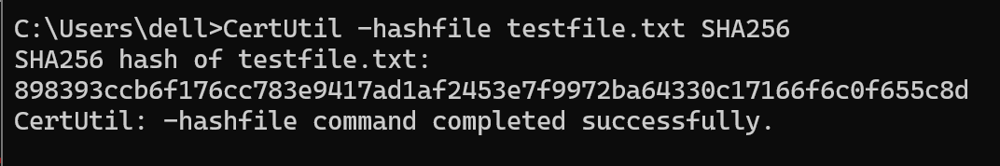 C:\Users\dell>CertUtil -hashfile testfile.txt SHA256
SHA256 hash of testfile.txt:
898393ccb6f176cc783e9417ad1af2453e7f9972ba64330c17166f6c0f655c8d
CertUtil: -hashfile command completed successfully.